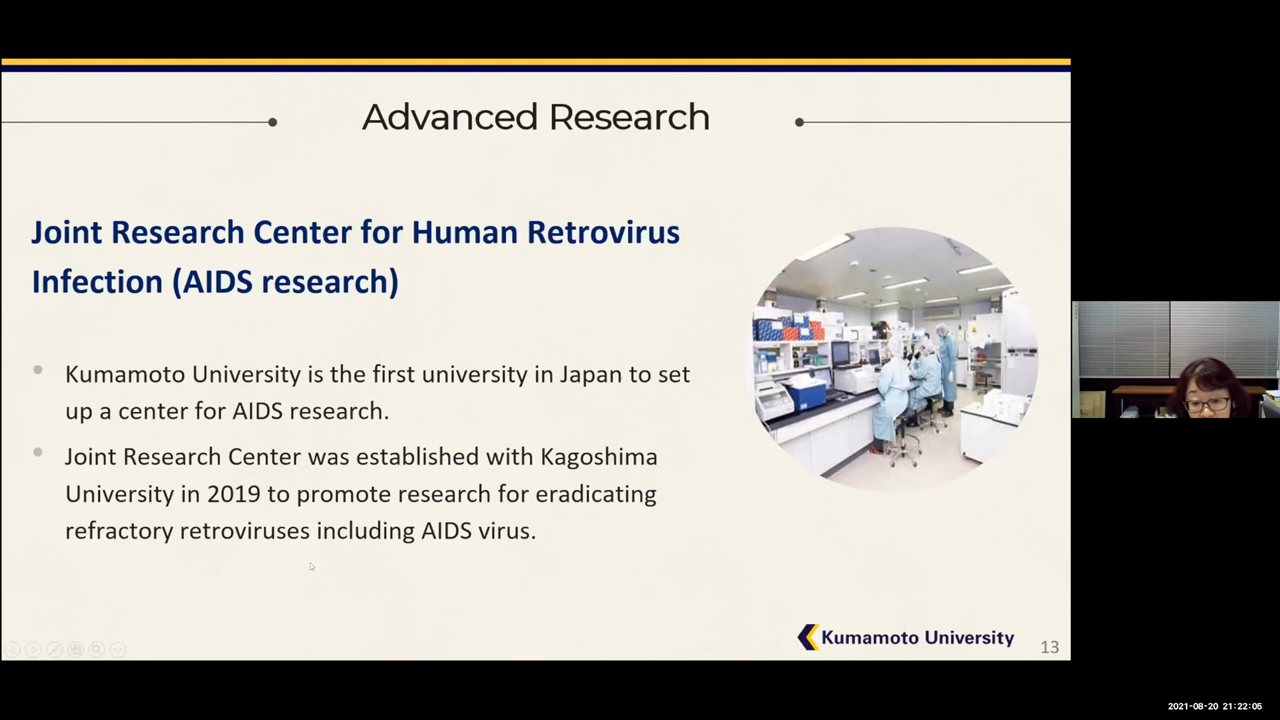 Advanced Research
Joint Research Center for Human Retrovirus
Infection (AIDS research)
Kumamoto University is the first university in Japan to set
up a center for AIDS research.
Joint Research Center was established with Kagoshima
University in 2019 to promote research for eradicating
refractory retroviruses including AIDS virus.
Kumamoto University
13
2021-08-20 21:22:05